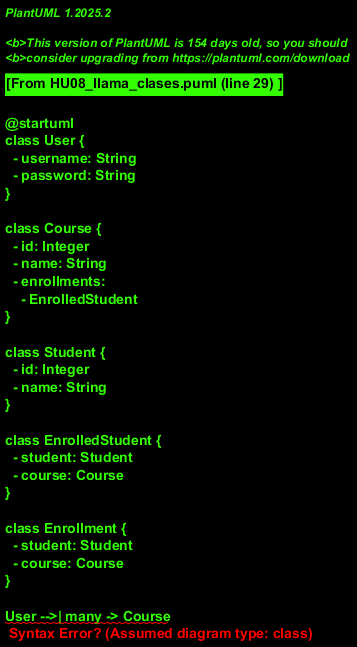 PlantUML 1.2025.2
<b>This version of PlantUML is 154 days old, so you should
<b>consider upgrading from https://plantuml.com/download
[From HU08_llama_clases.puml (line 29) ]
@startuml
class User {
- username: String
- password: String
}
class Course {
- id: Integer
- name: String
- enrollments:
- EnrolledStudent
}
class Student {
- id: Integer
- name: String
}
class EnrolledStudent {
- student: Student
- course: Course
}
class Enrollment {
- student: Student
- course: Course
}
User -->| many -> Course
Syntax Error? (Assumed diagram type: class)